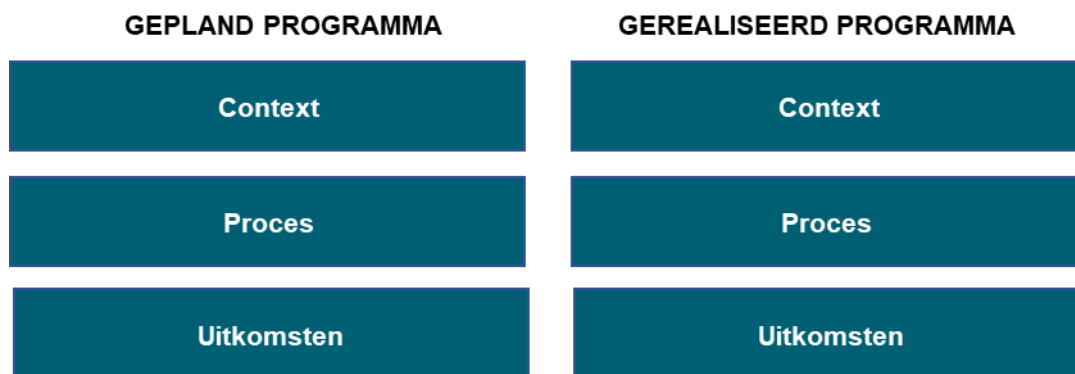 GEPLAND PROGRAMMA
GEREALISEERD PROGRAMMA
Context
Context
Proces
Proces
Uitkomsten
Uitkomsten